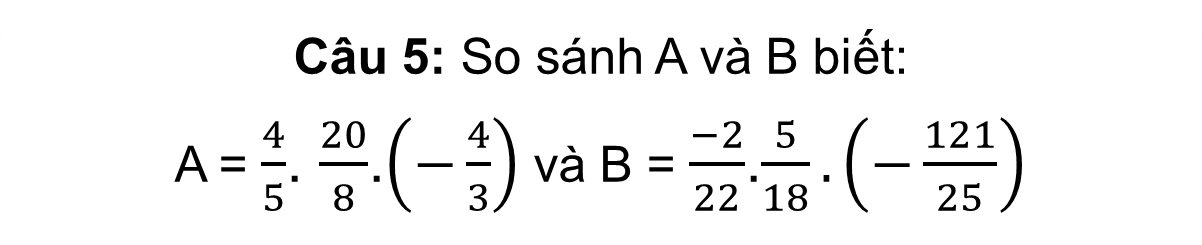 Câu 5: So sánh A và B biết:
A = 4/5 . 20/8 . (− 4/3) và B = −2/22 . 5/18 . (− 121/25)